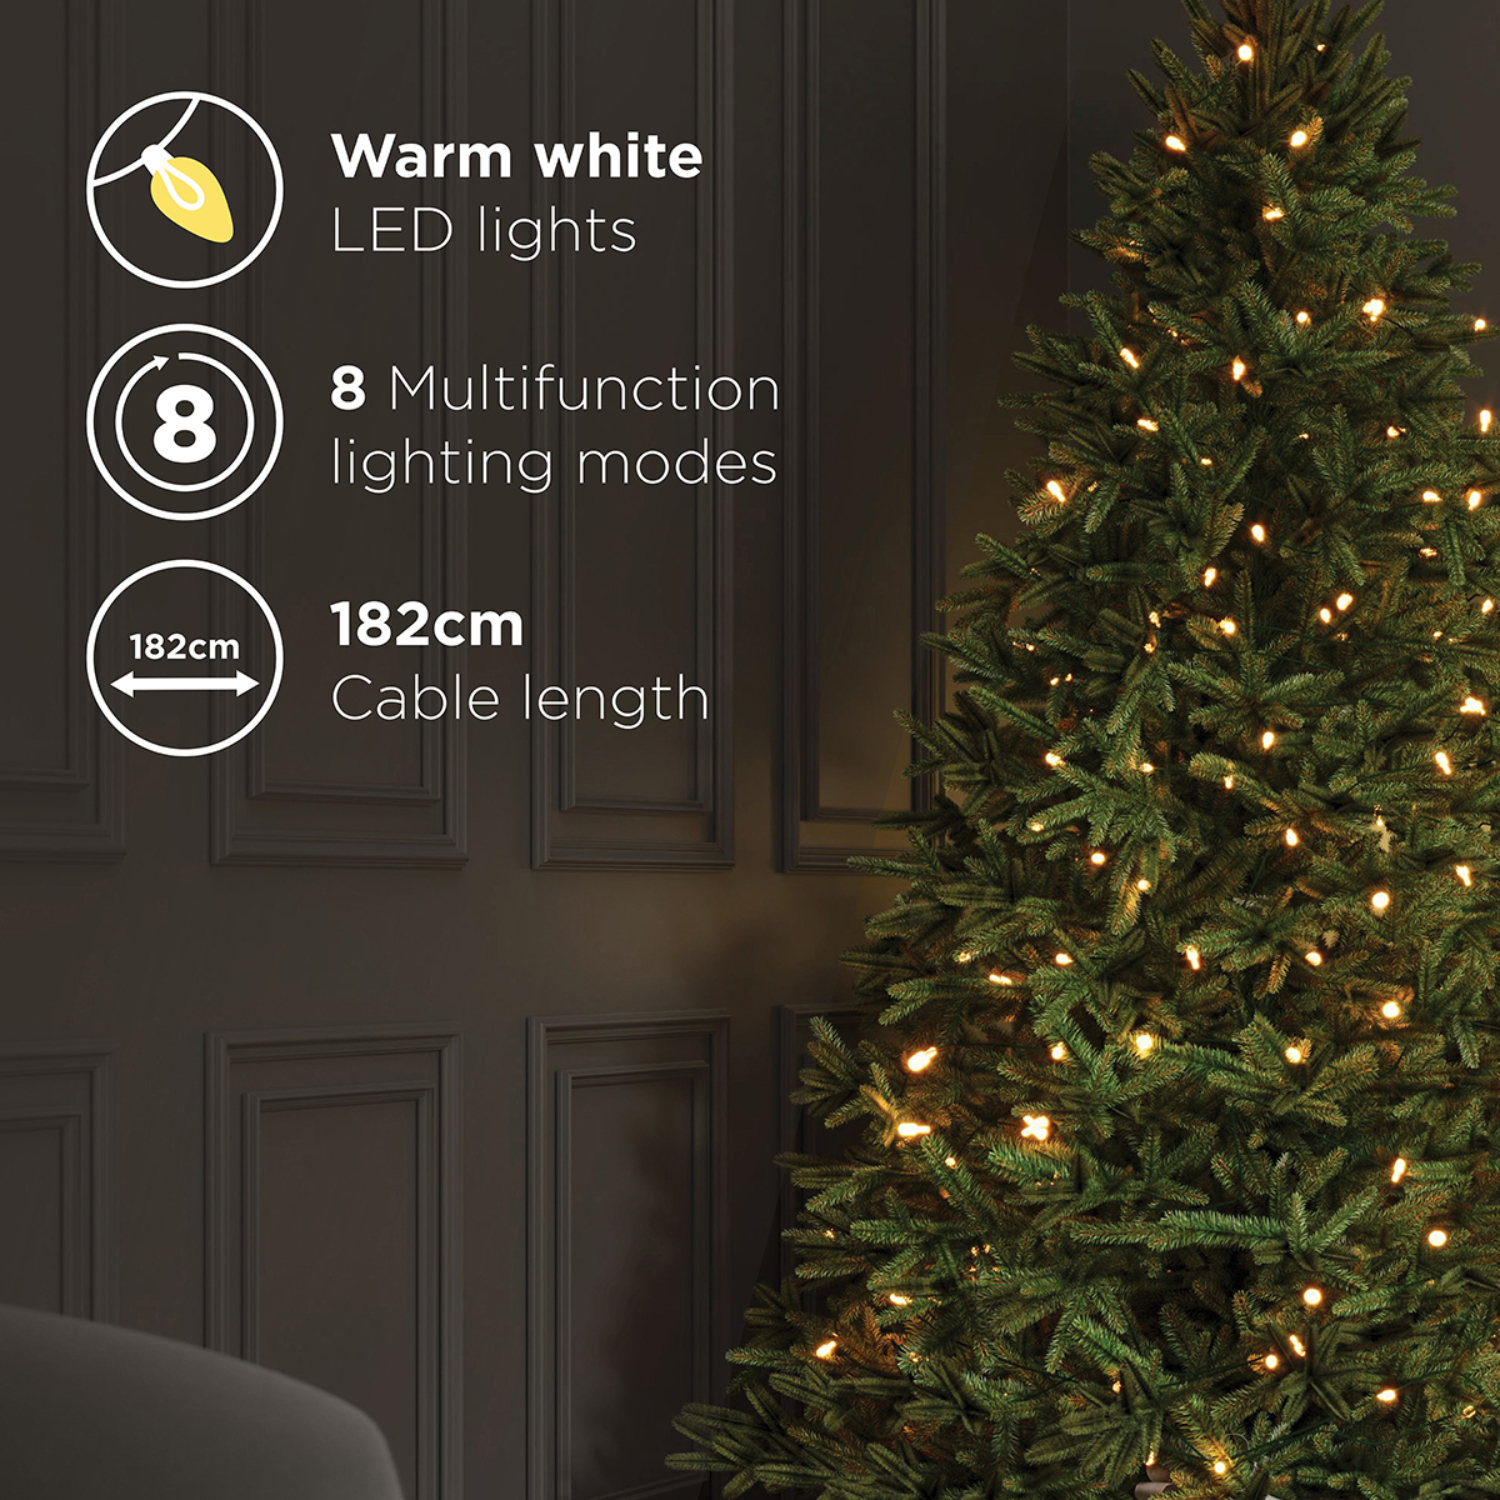 Warm white
LED lights
8
8 Multifunction
lighting modes
182cm
182cm
Cable length